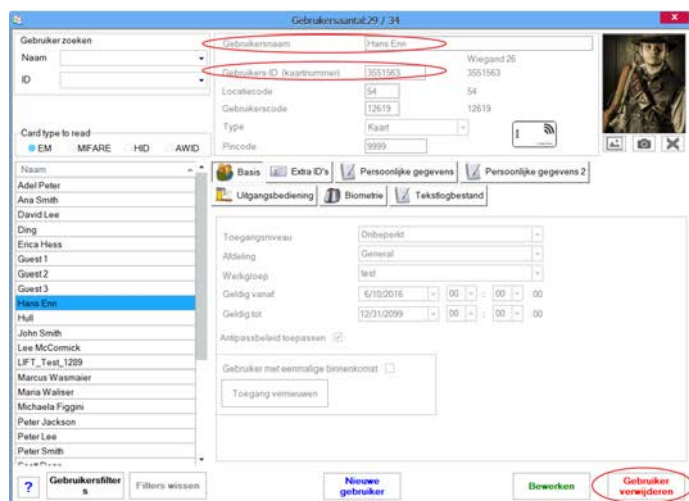 Gebruikersaantal:29 / 34
X
Gebruiker zoeken
Naam
ID
Gebruikersnaam Hans Enn
Wiegand 26
Gebruikers-ID (kaartnummer) 3551563 3551563
Locatiecode 54 54
Gebruikerscode 12619 12619
Type Kaart
Pincode 9999
Card type to read
EM MIFARE HID AWID
Naam
Adel Peter
Ana Smith
David Lee
Ding
Erica Hess
Guest 1
Guest 2
Guest 3
Hans Enn
Hull
John Smith
Lee McCormick
LIFT_Test_1289
Marcus Wasmaier
Maria Waliser
Michaela Figgini
Peter Jackson
Peter Lee
Peter Smith
Basis Extra ID's Persoonlijke gegevens Persoonlijke gegevens 2
Uitgangsbediening Biometrie Tekstlogbestand
Toegangsniveau Onbeperkt
Afdeling General
Werkgroep test
Geldig vanaf 6/10/2016 00 : 00 00
Geldig tot 12/31/2099 00 : 00 00
Antipassbeleid toepassen
Gebruiker met eenmalige binnenkomst
Toegang vernieuwen
?
Gebruikersfilter
s
Filters wissen
Nieuwe
gebruiker
Bewerken
Gebruiker
verwijderen